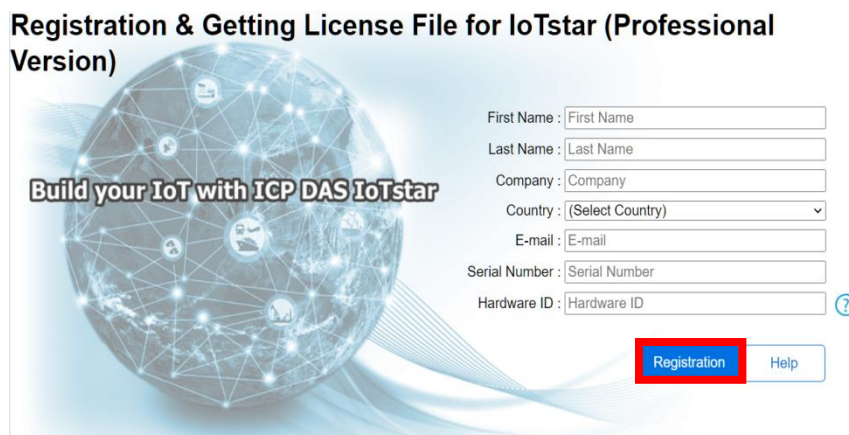 Registration & Getting License File for IoTstar (Professional
Version)
Build your IoT with ICP DAS IoTstar
First Name : First Name
Last Name : Last Name
Company : Company
Country : (Select Country)
E-mail : E-mail
Serial Number : Serial Number
Hardware ID : Hardware ID ?
Registration Help